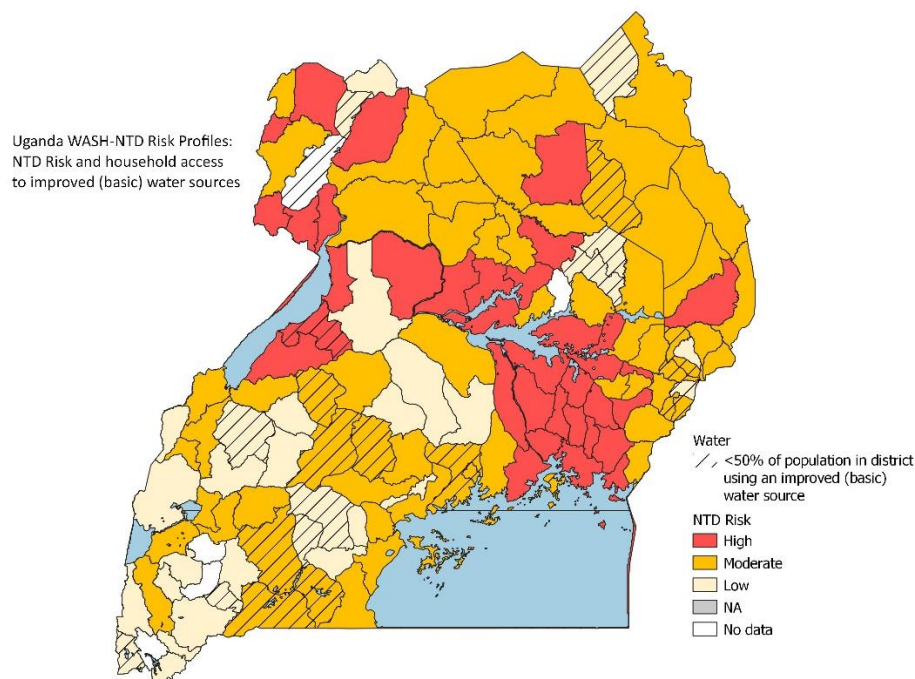 Uganda WASH-NTD Risk Profiles:
NTD Risk and household access
to improved (basic) water sources
Water
<50% of population in district
using an improved (basic)
water source
NTD Risk
High
Moderate
Low
NA
No data